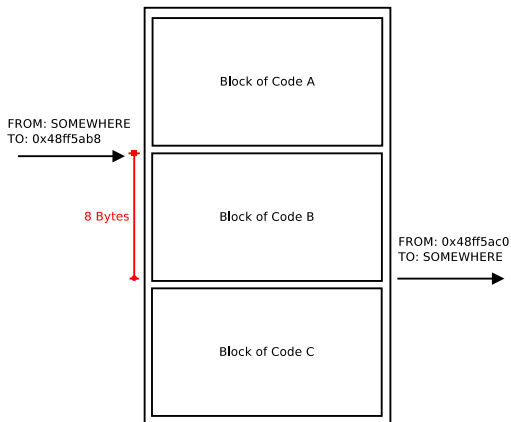 Block of Code A
FROM: SOMEWHERE
TO: 0x48ff5ab8
8 Bytes
Block of Code B
FROM: 0x48ff5ac0
TO: SOMEWHERE
Block of Code C